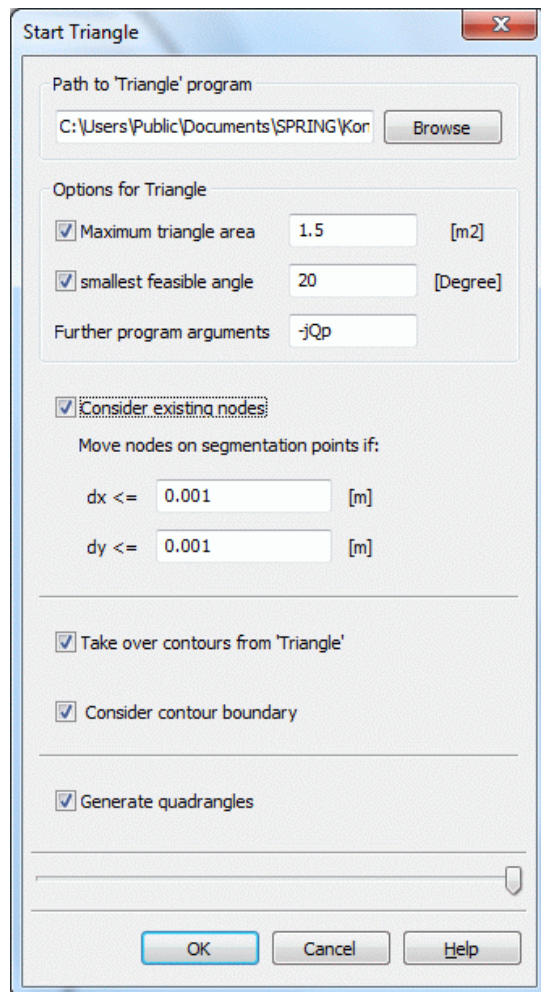 Start Triangle
Path to 'Triangle' program
C:\Users\Public\Documents\SPRING\Kon
Browse
Options for Triangle
Maximum triangle area 1.5 [m2]
smallest feasible angle 20 [Degree]
Further program arguments -jQp
Consider existing nodes
Move nodes on segmentation points if:
dx <= 0.001 [m]
dy <= 0.001 [m]
Take over contours from 'Triangle'
Consider contour boundary
Generate quadrangles
OK Cancel Help